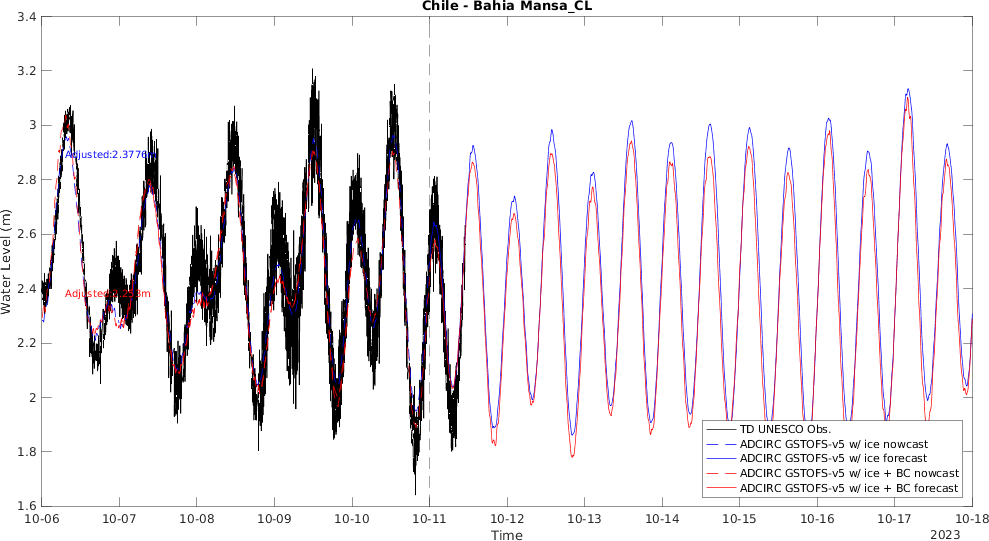 Chile - Bahia Mansa_CL
3.4
3.2
3
2.8
2.6
2.4
2.2
2
1.8
1.6
Water Level (m)
Adjusted:2.3776m
TD UNESCO Obs.
ADCIRC GSTOFS-v5 w/ ice nowcast
ADCIRC GSTOFS-v5 w/ ice forecast
ADCIRC GSTOFS-v5 w/ ice + BC nowcast
ADCIRC GSTOFS-v5 w/ ice + BC forecast
10-06 10-07 10-08 10-09 10-10 10-11 10-12 10-13 10-14 10-15 10-16 10-17 10-18
Time
2023